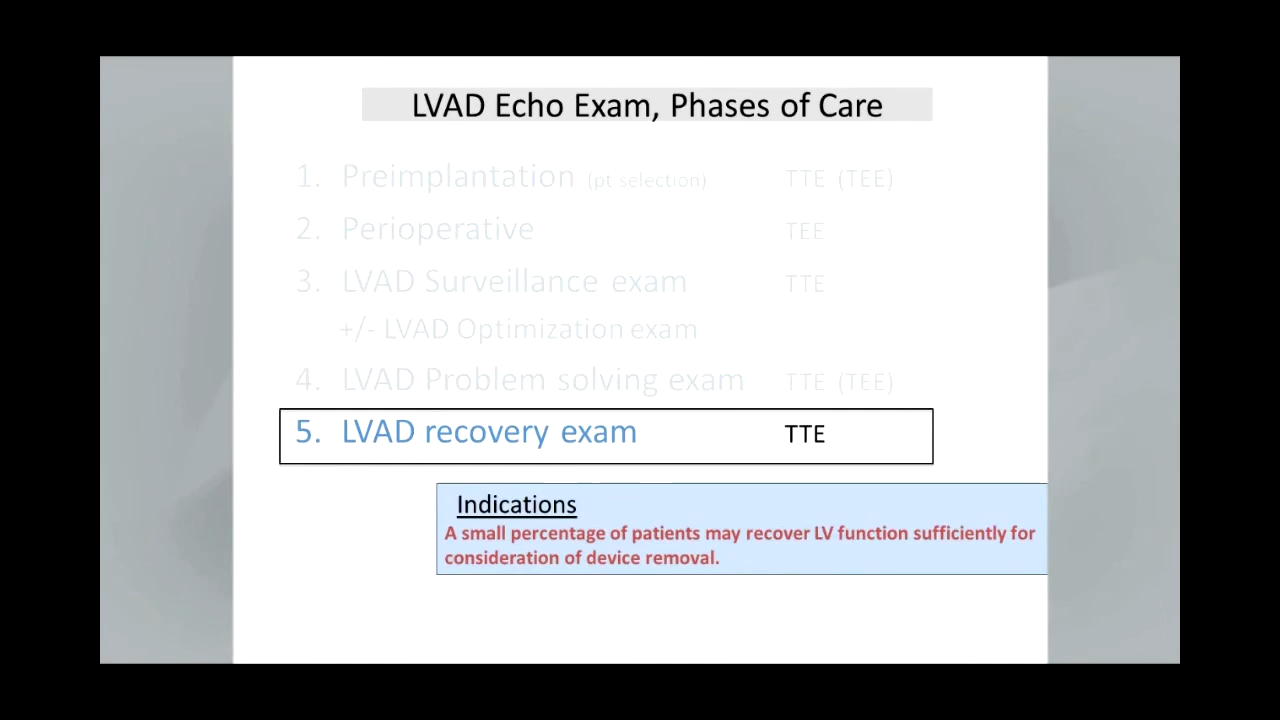 LVAD Echo Exam, Phases of Care
1. Preimplantation (pt selection) TTE (TEE)
2. Perioperative TEE
3. LVAD Surveillance exam TTE
+/- LVAD Optimization exam
4. LVAD Problem solving exam TTE (TEE)
5. LVAD recovery exam TTE
Indications
A small percentage of patients may recover LV function sufficiently for
consideration of device removal.